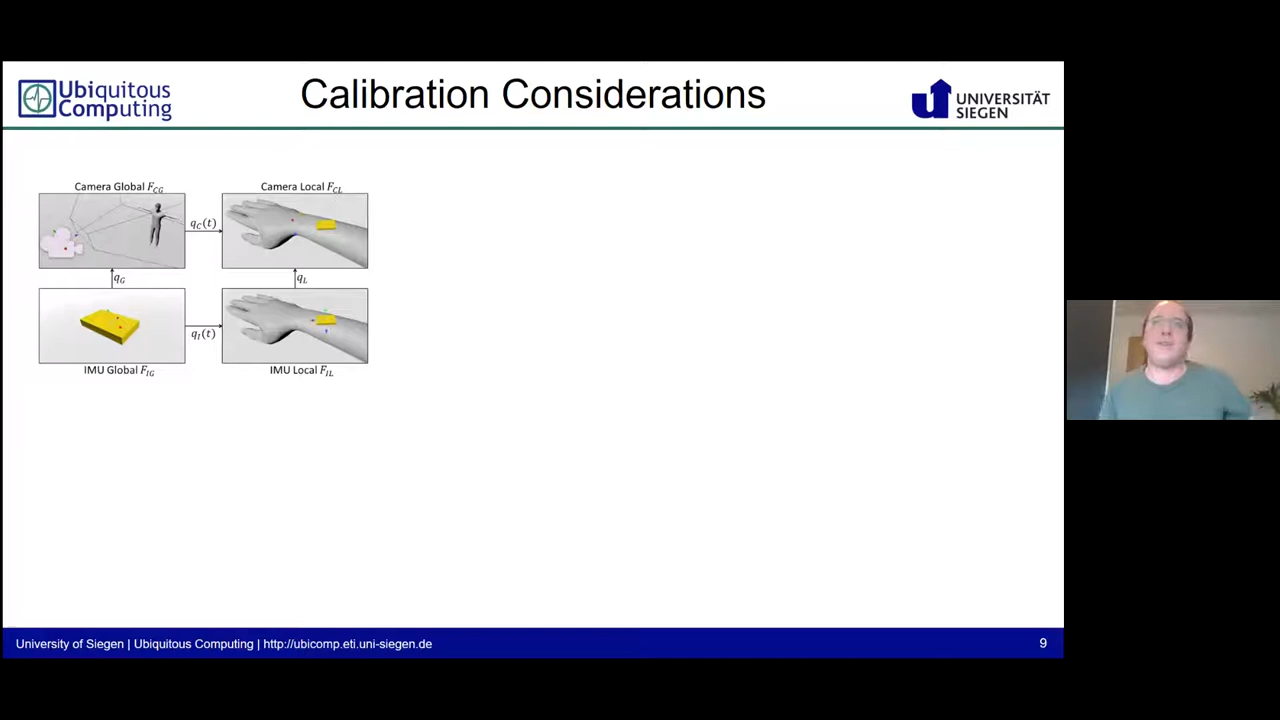 Ubiquitous
Computing
Calibration Considerations
UNIVERSITÄT
SIEGEN
Camera Global F_CG
Camera Local F_CL
q_C(t)
q_G
q_L
q_I(t)
IMU Global F_IG
IMU Local F_IL
University of Siegen | Ubiquitous Computing | http://ubicomp.eti.uni-siegen.de
9